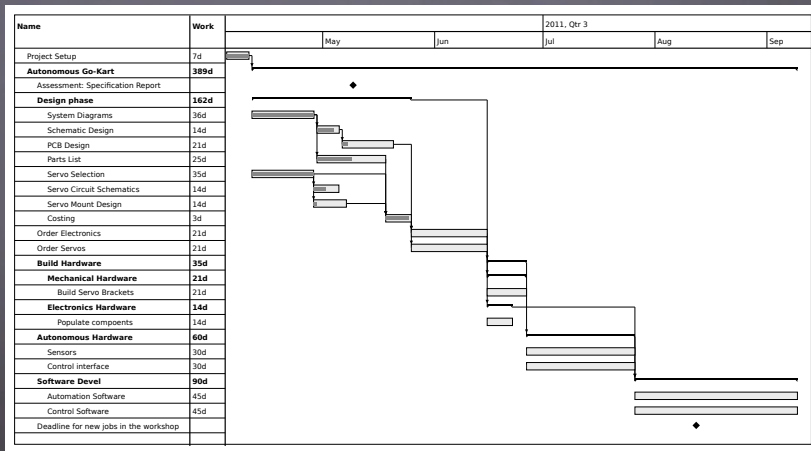 Name Work 2011, Qtr 3
May Jun Jul Aug Sep
Project Setup 7d
Autonomous Go-Kart 389d
Assessment: Specification Report
Design phase 162d
System Diagrams 36d
Schematic Design 14d
PCB Design 21d
Parts List 25d
Servo Selection 35d
Servo Circuit Schematics 14d
Servo Mount Design 14d
Costing 3d
Order Electronics 21d
Order Servos 21d
Build Hardware 35d
Mechanical Hardware 21d
Build Servo Brackets 21d
Electronics Hardware 14d
Populate compoents 14d
Autonomous Hardware 60d
Sensors 30d
Control interface 30d
Software Devel 90d
Automation Software 45d
Control Software 45d
Deadline for new jobs in the workshop